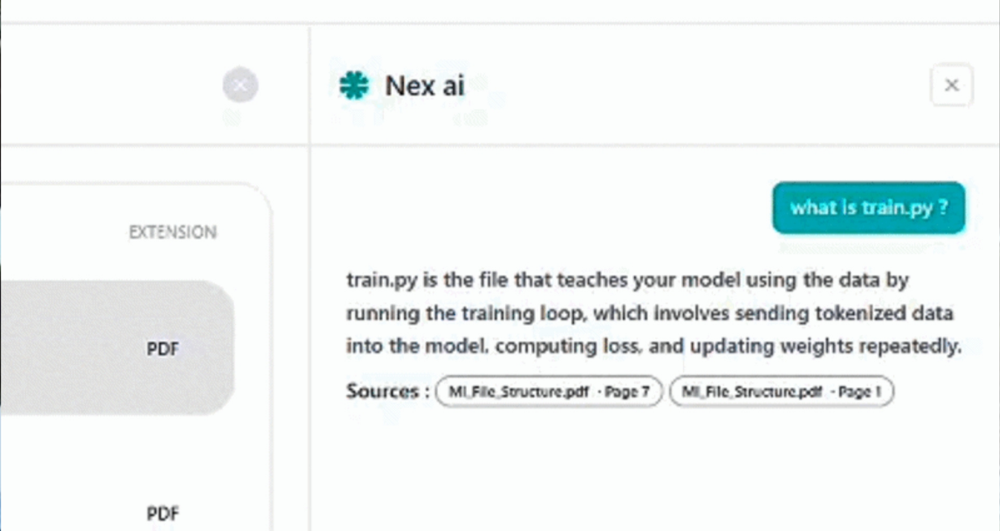 Nex ai
what is train.py ?
EXTENSION
train.py is the file that teaches your model using the data by
running the training loop, which involves sending tokenized data
into the model, computing loss, and updating weights repeatedly.
PDF
Sources : Ml_File_Structure.pdf · Page 7 Ml_File_Structure.pdf · Page 1
PDF